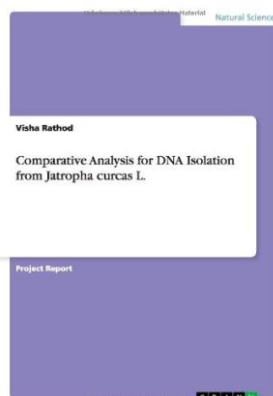 Natural Science
Visha Rathod
Comparative Analysis for DNA Isolation
from Jatropha curcas L.
Project Report